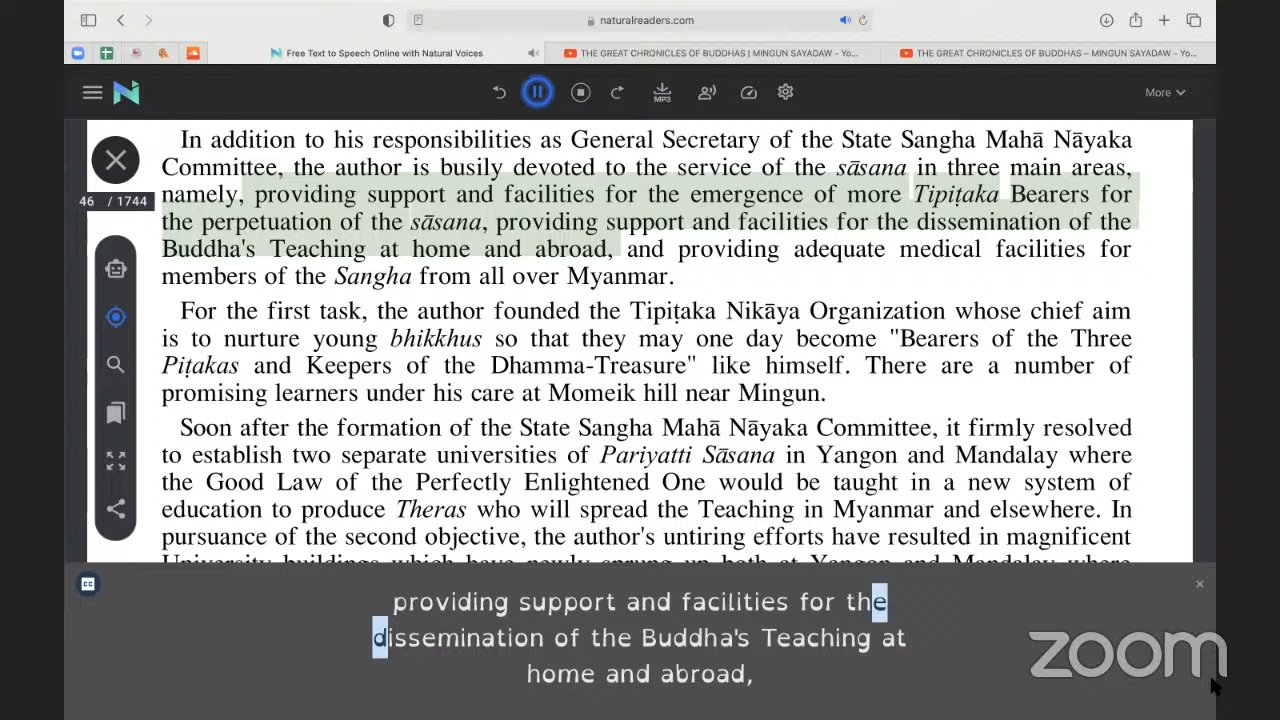 naturalreaders.com
Free Text to Speech Online with Natural Voices
THE GREAT CHRONICLES OF BUDDHAS | MINGUN SAYADAW - Yo...
THE GREAT CHRONICLES OF BUDDHAS – MINGUN SAYADAW - Yo...
MP3
More
46 / 1744
In addition to his responsibilities as General Secretary of the State Sangha Mahā Nāyaka
Committee, the author is busily devoted to the service of the sāsana in three main areas,
namely, providing support and facilities for the emergence of more Tipiṭaka Bearers for
the perpetuation of the sāsana, providing support and facilities for the dissemination of the
Buddha's Teaching at home and abroad, and providing adequate medical facilities for
members of the Sangha from all over Myanmar.
For the first task, the author founded the Tipiṭaka Nikāya Organization whose chief aim
is to nurture young bhikkhus so that they may one day become "Bearers of the Three
Piṭakas and Keepers of the Dhamma-Treasure" like himself. There are a number of
promising learners under his care at Momeik hill near Mingun.
Soon after the formation of the State Sangha Mahā Nāyaka Committee, it firmly resolved
to establish two separate universities of Pariyatti Sāsana in Yangon and Mandalay where
the Good Law of the Perfectly Enlightened One would be taught in a new system of
education to produce Theras who will spread the Teaching in Myanmar and elsewhere. In
pursuance of the second objective, the author's untiring efforts have resulted in magnificent
University buildings which have newly sprung up both at Yangon and Mandalay where
CC
providing support and facilities for the
dissemination of the Buddha's Teaching at
home and abroad,
zoom